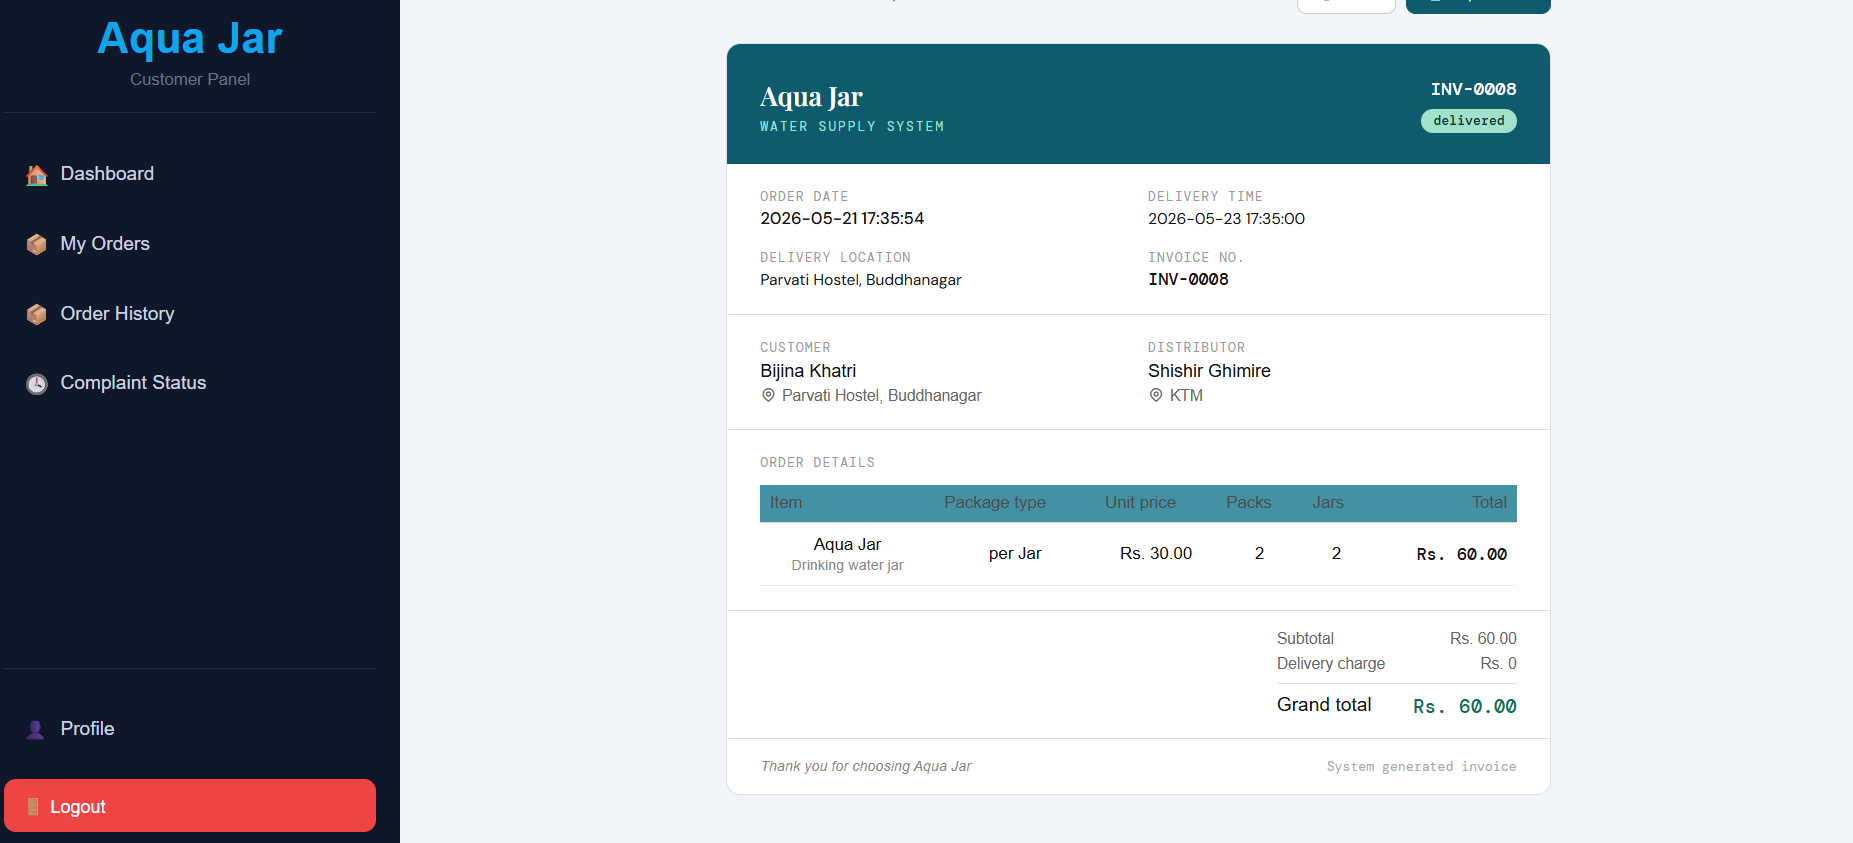 Aqua Jar
Customer Panel
Dashboard
My Orders
Order History
Complaint Status
Profile
Logout
Aqua Jar
WATER SUPPLY SYSTEM
INV-0008
delivered
ORDER DATE
2026-05-21 17:35:54
DELIVERY TIME
2026-05-23 17:35:00
DELIVERY LOCATION
Parvati Hostel, Buddhanagar
INVOICE NO.
INV-0008
CUSTOMER
Bijina Khatri
Parvati Hostel, Buddhanagar
DISTRIBUTOR
Shishir Ghimire
KTM
ORDER DETAILS
Item Package type Unit price Packs Jars Total
Aqua Jar
Drinking water jar
per Jar Rs. 30.00 2 2 Rs. 60.00
Subtotal Rs. 60.00
Delivery charge Rs. 0
Grand total Rs. 60.00
Thank you for choosing Aqua Jar
System generated invoice